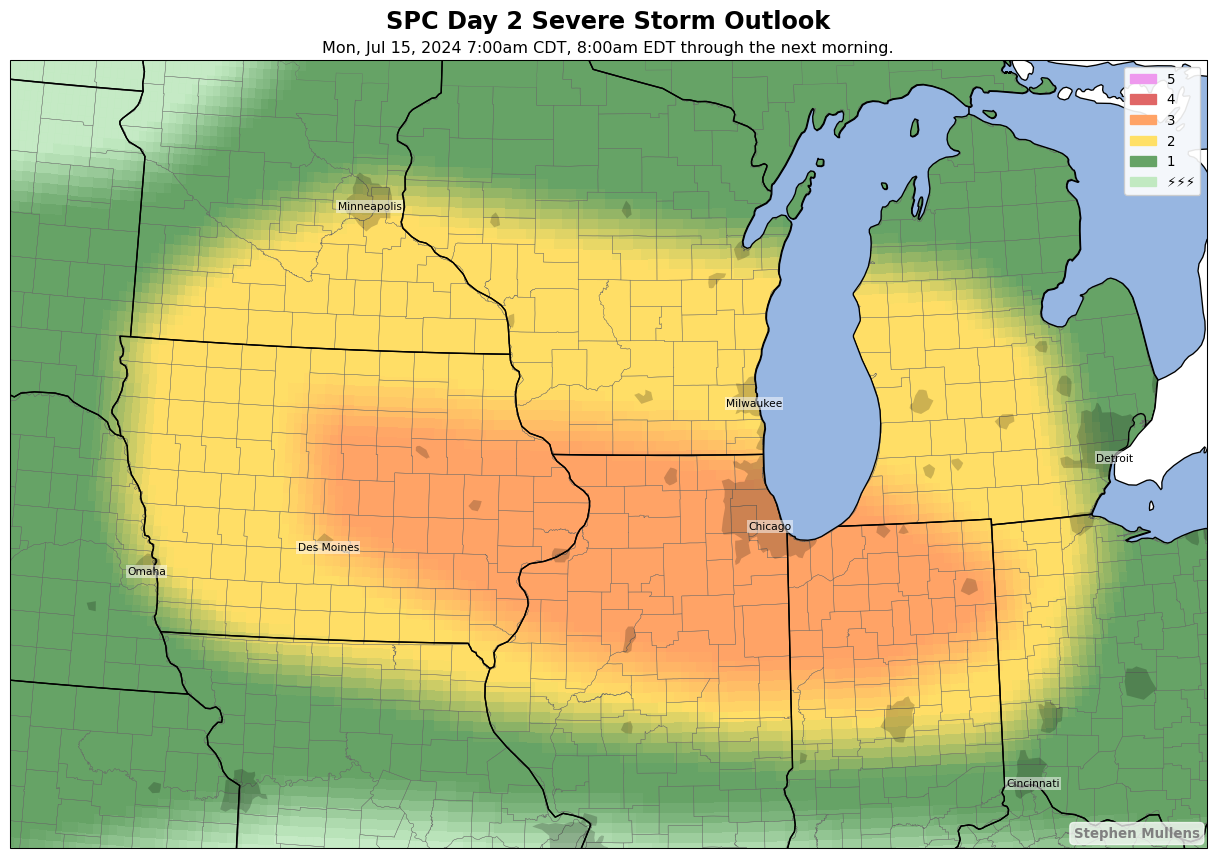 SPC Day 2 Severe Storm Outlook
Mon, Jul 15, 2024 7:00am CDT, 8:00am EDT through the next morning.
5
4
3
2
1
⚡⚡⚡
Minneapolis
Milwaukee
Detroit
Chicago
Des Moines
Omaha
Cincinnati
Stephen Mullens